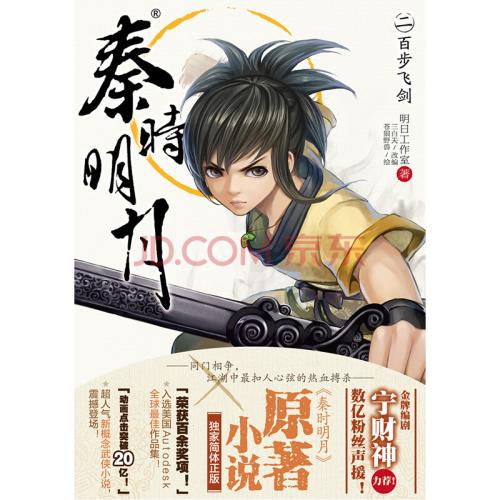 秦時明月
®
㈡百步飞剑
明日工作室 著
三百天/改编
苍狼野兽/绘
JD.COM 京东
——同门相争，
江湖中最扣人心弦的热血搏杀——
金牌编剧
宁财神 力荐！
数亿粉丝声援！
《秦时明月》
原著
小说
独家简体正版
“荣获百余奖项！”
入选美国Autodesk
全球最佳作品集！
“动画点击突破20亿！”
超人气新概念武侠小说，
震撼登场！